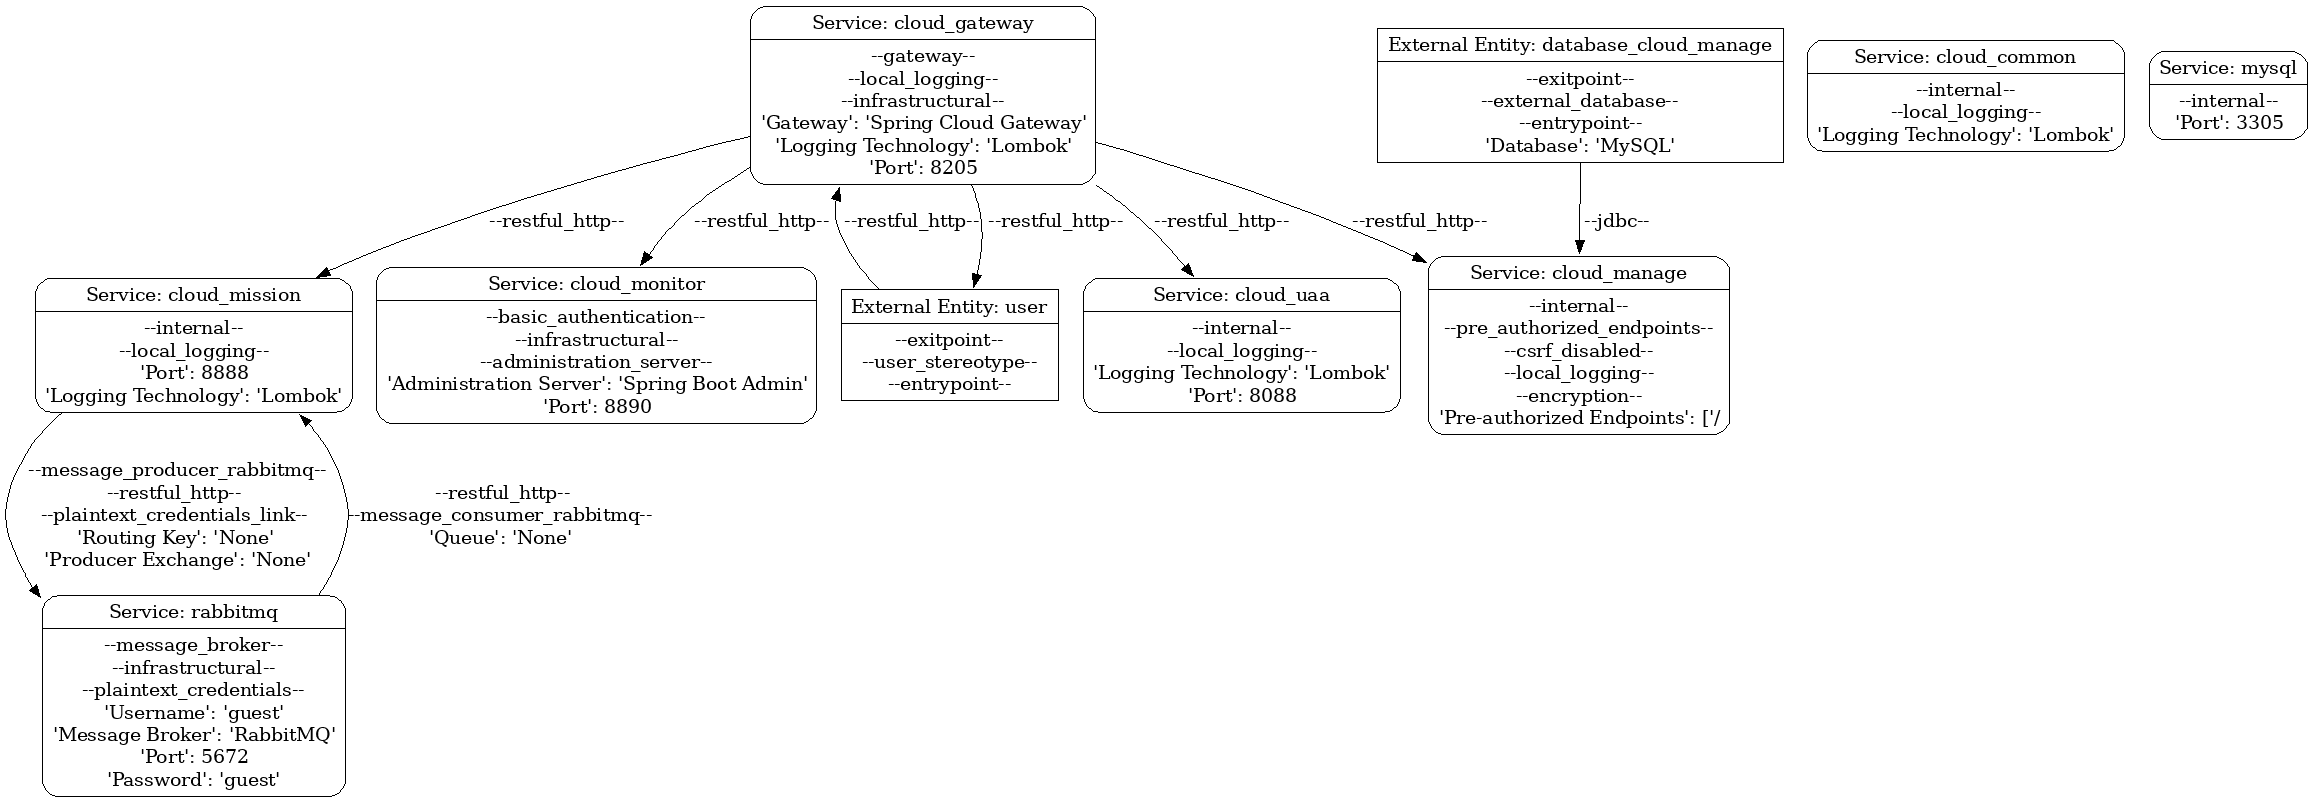 Service: cloud_gateway
--gateway--
--local_logging--
--infrastructural--
'Gateway': 'Spring Cloud Gateway'
'Logging Technology': 'Lombok'
'Port': 8205
External Entity: database_cloud_manage
--exitpoint--
--external_database--
--entrypoint--
'Database': 'MySQL'
Service: cloud_common
--internal--
--local_logging--
'Logging Technology': 'Lombok'
Service: mysql
--internal--
'Port': 3305
--restful_http--
--restful_http--
--restful_http--
--restful_http--
--restful_http--
--restful_http--
--jdbc--
Service: cloud_mission
--internal--
--local_logging--
'Port': 8888
'Logging Technology': 'Lombok'
Service: cloud_monitor
--basic_authentication--
--infrastructural--
--administration_server--
'Administration Server': 'Spring Boot Admin'
'Port': 8890
External Entity: user
--exitpoint--
--user_stereotype--
--entrypoint--
Service: cloud_uaa
--internal--
--local_logging--
'Logging Technology': 'Lombok'
'Port': 8088
Service: cloud_manage
--internal--
--pre_authorized_endpoints--
--csrf_disabled--
--local_logging--
--encryption--
'Pre-authorized Endpoints': ['/
--message_producer_rabbitmq--
--restful_http--
--plaintext_credentials_link--
'Routing Key': 'None'
'Producer Exchange': 'None'
--restful_http--
--message_consumer_rabbitmq--
'Queue': 'None'
Service: rabbitmq
--message_broker--
--infrastructural--
--plaintext_credentials--
'Username': 'guest'
'Message Broker': 'RabbitMQ'
'Port': 5672
'Password': 'guest'